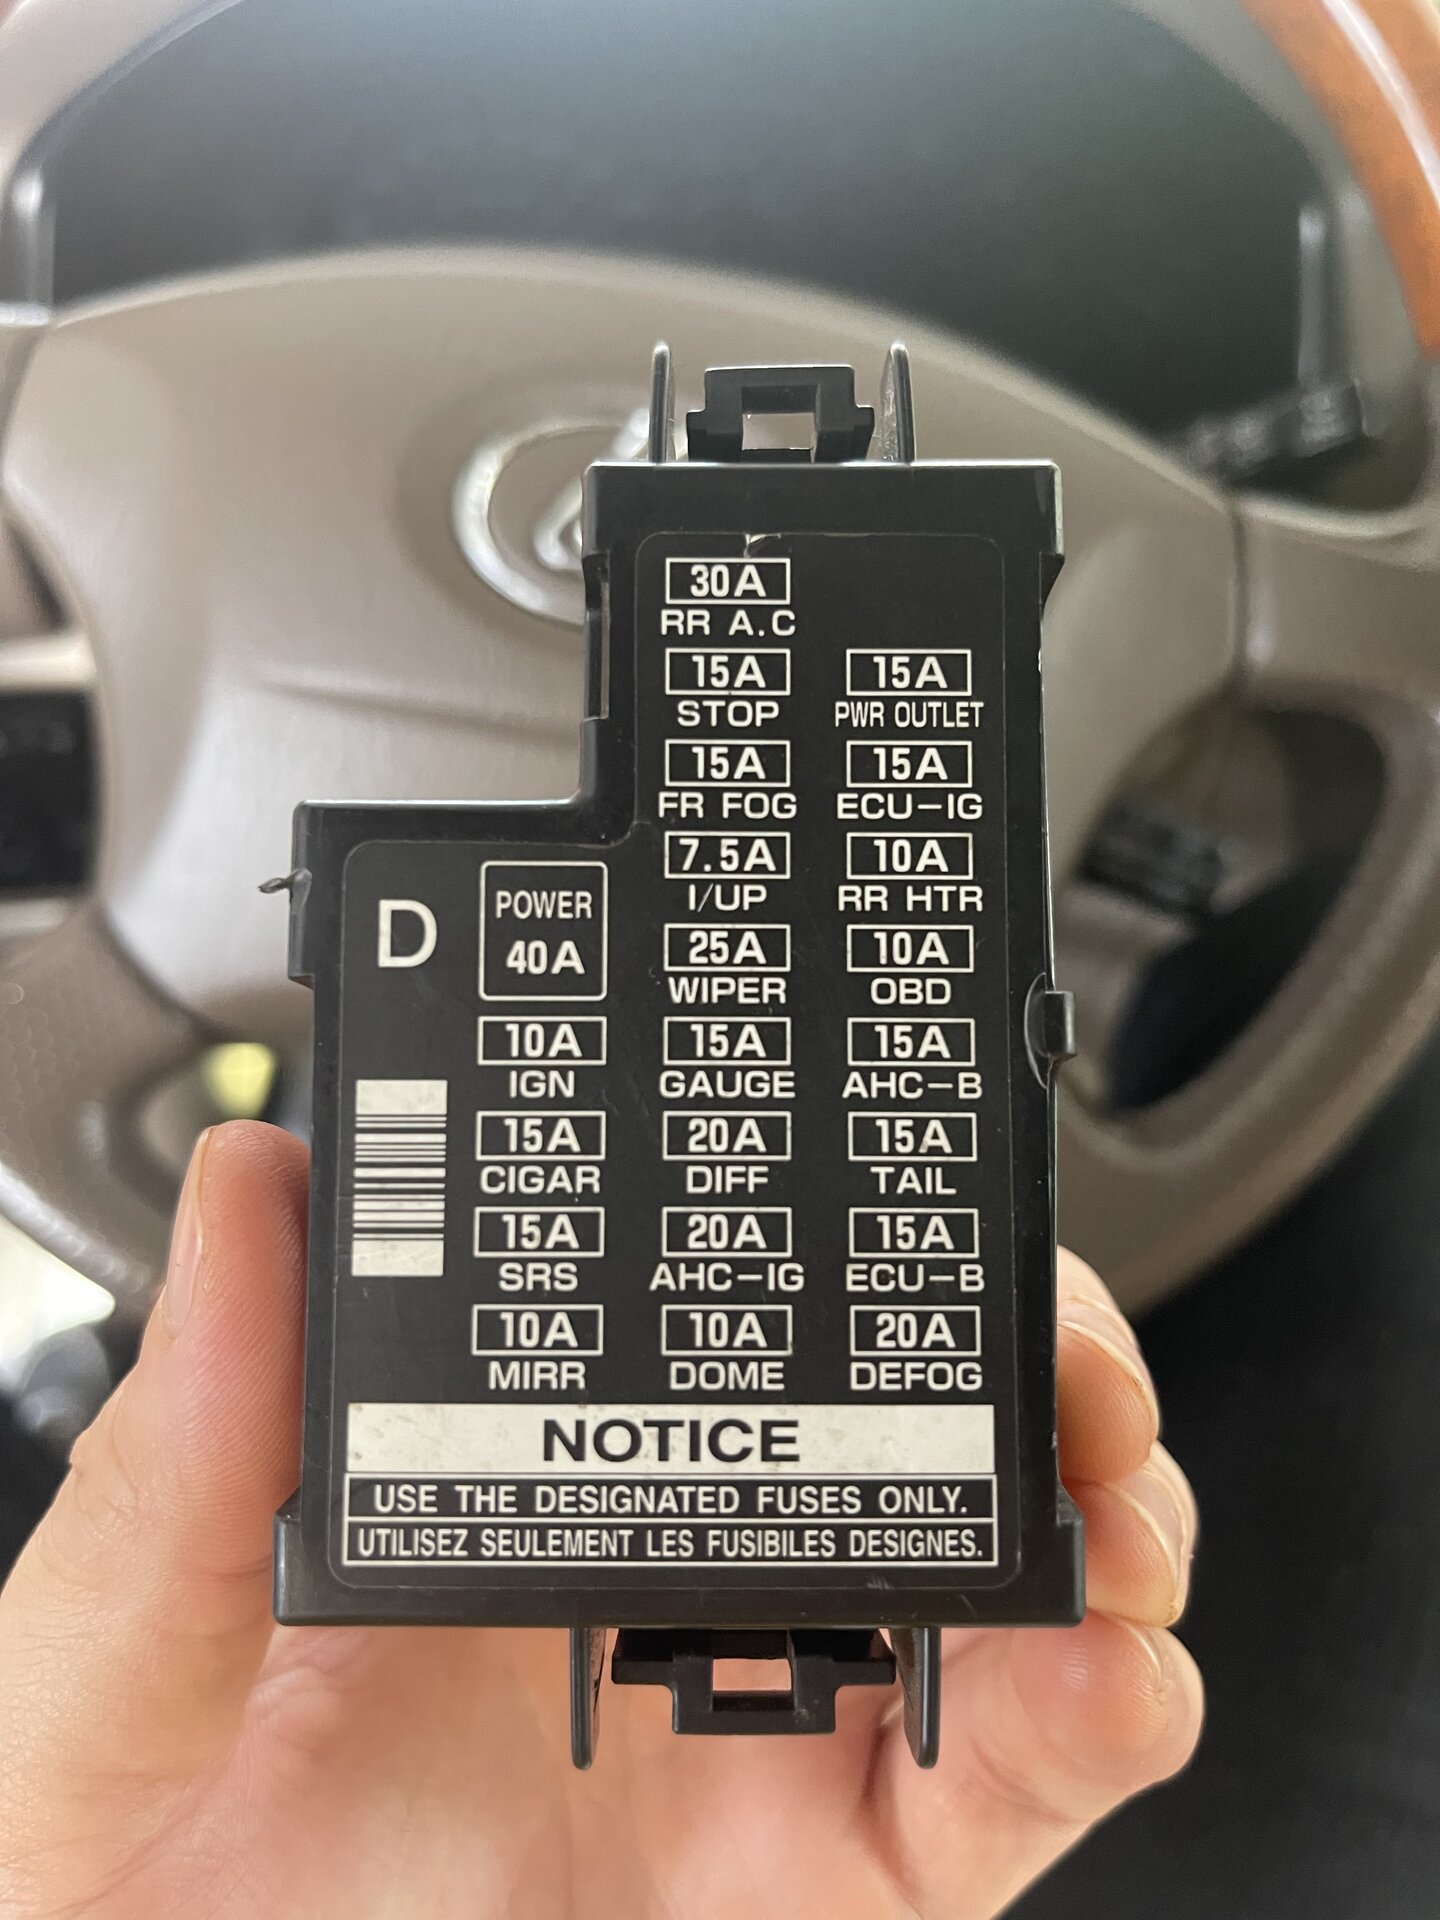 30A
RR A.C
15A 15A
STOP PWR OUTLET
15A 15A
FR FOG ECU-IG
7.5A 10A
I/UP RR HTR
D
POWER
40A
25A 10A
WIPER OBD
10A 15A 15A
IGN GAUGE AHC-B
15A 20A 15A
CIGAR DIFF TAIL
15A 20A 15A
SRS AHC-IG ECU-B
10A 10A 20A
MIRR DOME DEFOG
NOTICE
USE THE DESIGNATED FUSES ONLY.
UTILISEZ SEULEMENT LES FUSIBILES DESIGNES.